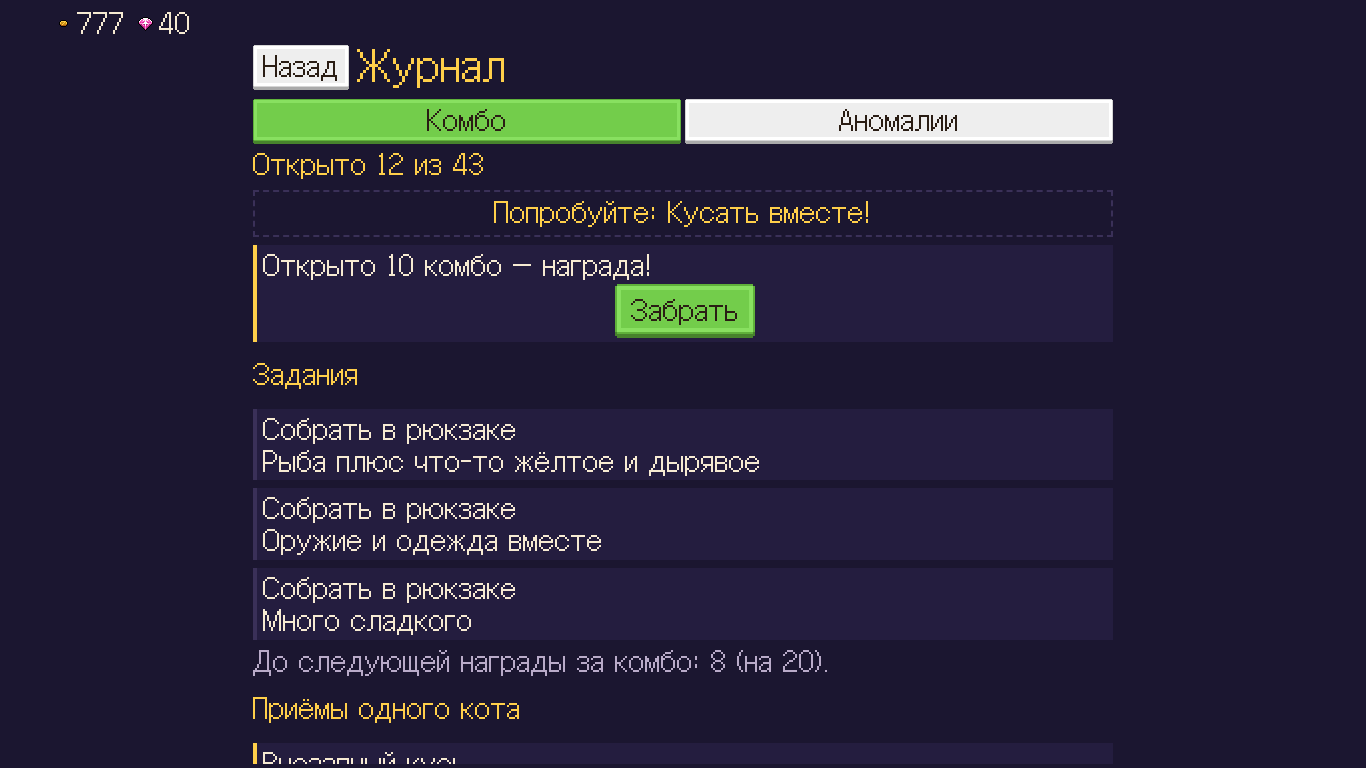 777 40
Назад Журнал
Комбо Аномалии
Открыто 12 из 43
Попробуйте: Кусать вместе!
Открыто 10 комбо — награда!
Забрать
Задания
Собрать в рюкзаке
Рыба плюс что-то жёлтое и дырявое
Собрать в рюкзаке
Оружие и одежда вместе
Собрать в рюкзаке
Много сладкого
До следующей награды за комбо: 8 (на 20).
Приёмы одного кота